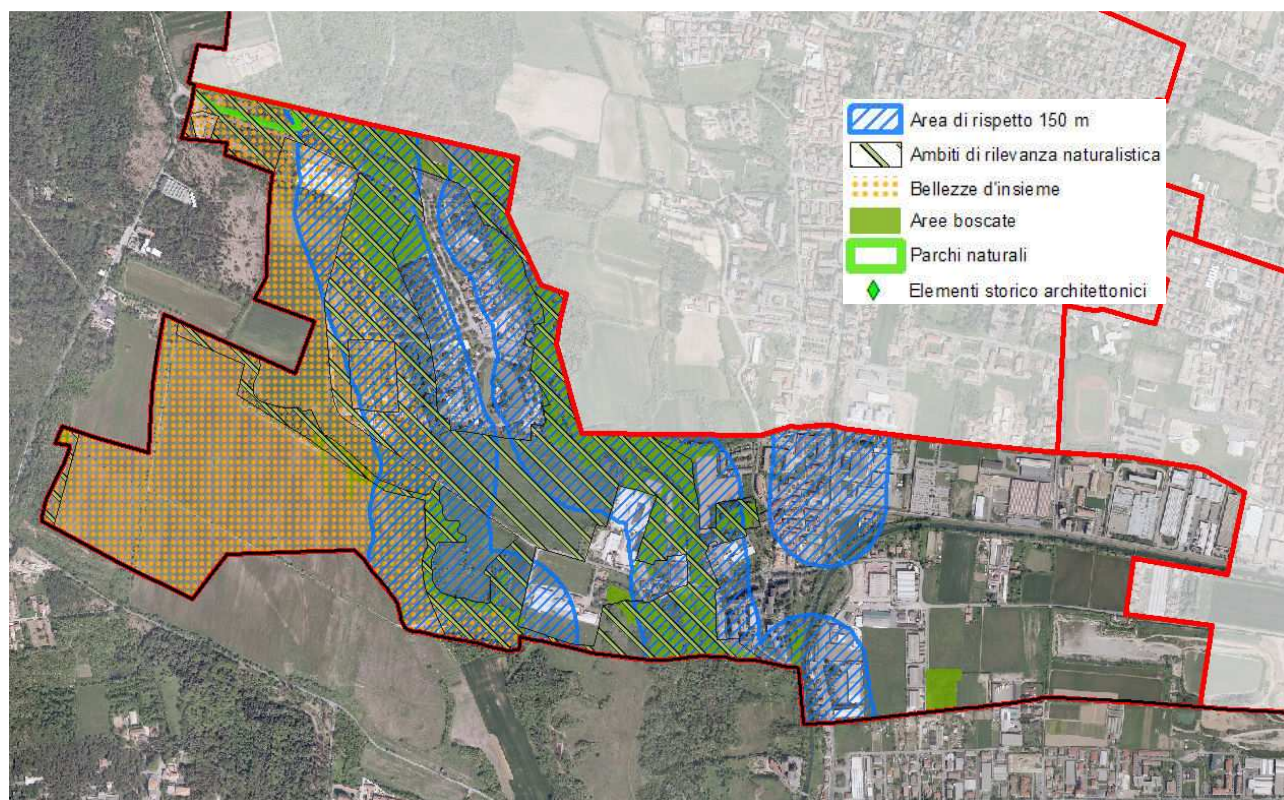 Area di rispetto 150 m
Ambiti di rilevanza naturalistica
Bellezze d'insieme
Aree boscate
Parchi naturali
Elementi storico architettonici